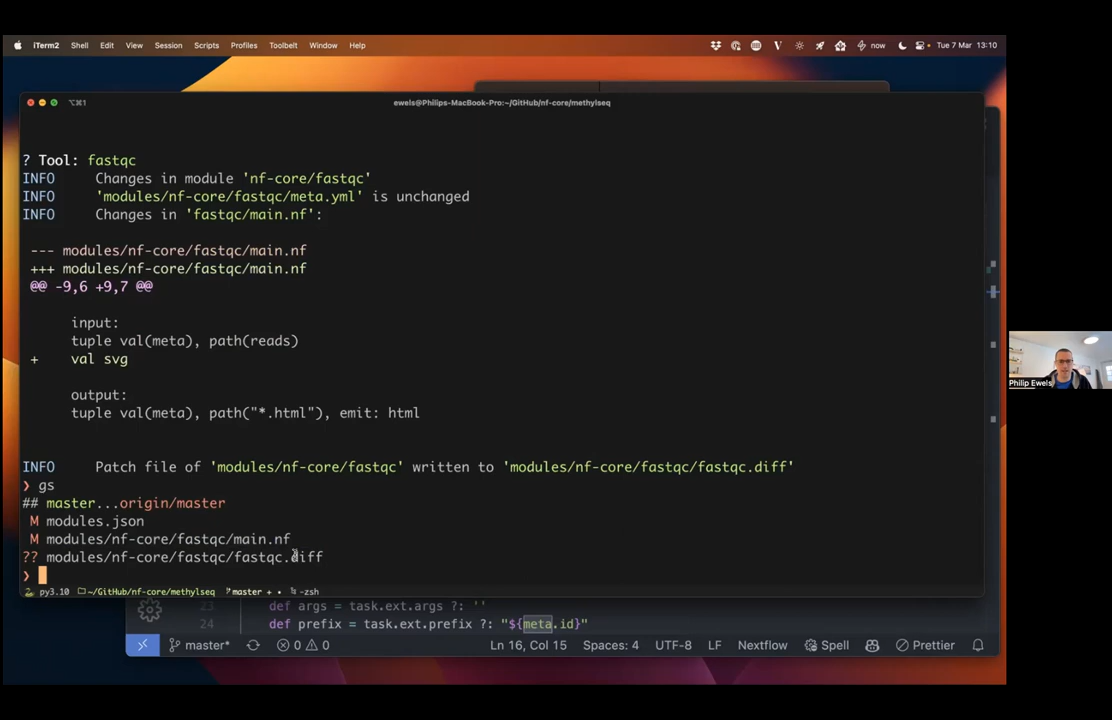 iTerm2 Shell Edit View Session Scripts Profiles Toolbelt Window Help now Tue 7 Mar 13:10
⌥⌘1 ewels@Philips-MacBook-Pro:~/GitHub/nf-core/methylseq
? Tool: fastqc
INFO Changes in module 'nf-core/fastqc'
INFO 'modules/nf-core/fastqc/meta.yml' is unchanged
INFO Changes in 'fastqc/main.nf':
--- modules/nf-core/fastqc/main.nf
+++ modules/nf-core/fastqc/main.nf
@@ -9,6 +9,7 @@
input:
tuple val(meta), path(reads)
+ val svg
output:
tuple val(meta), path("*.html"), emit: html
INFO Patch file of 'modules/nf-core/fastqc' written to 'modules/nf-core/fastqc/fastqc.diff'
❯ gs
## master...origin/master
M modules.json
M modules/nf-core/fastqc/main.nf
?? modules/nf-core/fastqc/fastqc.diff
❯
py3.10 ~/GitHub/nf-core/methylseq master + • -zsh
23 def args = task.ext.args ?: ''
24 def prefix = task.ext.prefix ?: "${meta.id}"
master* 0 0 Ln 16, Col 15 Spaces: 4 UTF-8 LF Nextflow Spell Prettier
Philip Ewels